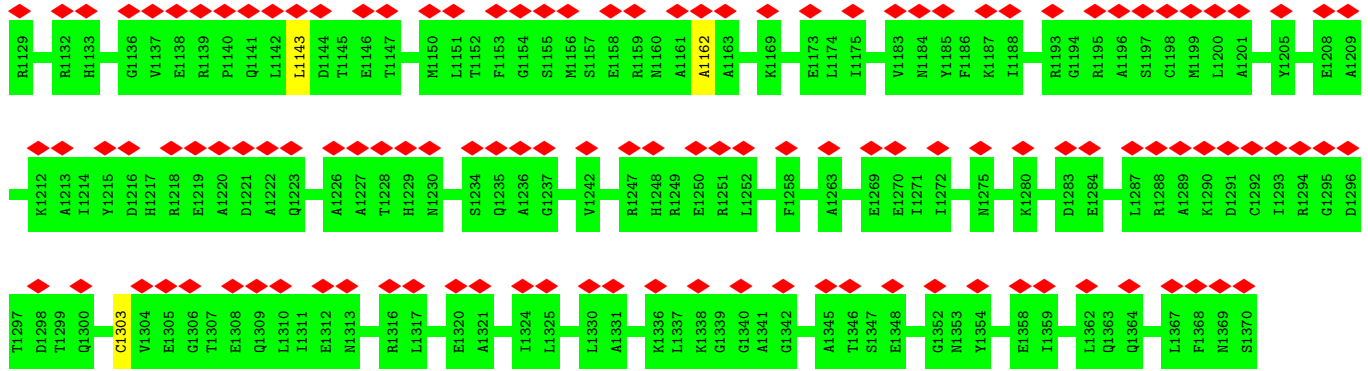 R1129 R1132 H1133 G1136 V1137 E1138 R1139 P1140 Q1141 L1142 L1143 D1144 T1145 E1146 T1147 M1150 L1151 T1152 F1153 G1154 S1155 M1156 S1157 E1158 R1159 N1160 A1161 A1162 A1163 K1169 E1173 L1174 I1175 V1183 N1184 Y1185 F1186 K1187 I1188 R1193 G1194 R1195 A1196 S1197 C1198 M1199 L1200 A1201 Y1205 E1208 A1209
K1212 A1213 I1214 Y1215 D1216 H1217 R1218 E1219 A1220 D1221 A1222 Q1223 A1226 A1227 T1228 H1229 N1230 S1234 Q1235 A1236 G1237 V1242 R1247 H1248 R1249 E1250 R1251 L1252 F1258 A1263 E1269 E1270 I1271 I1272 N1275 K1280 D1283 E1284 L1287 R1288 A1289 K1290 D1291 C1292 I1293 R1294 G1295 D1296
T1297 D1298 T1299 Q1300 C1303 V1304 E1305 G1306 T1307 E1308 Q1309 L1310 I1311 E1312 N1313 R1316 L1317 E1320 A1321 I1324 L1325 L1330 A1331 K1336 L1337 K1338 G1339 G1340 A1341 G1342 A1345 T1346 S1347 E1348 G1352 N1353 Y1354 E1358 I1359 L1362 Q1363 Q1364 L1367 F1368 N1369 S1370